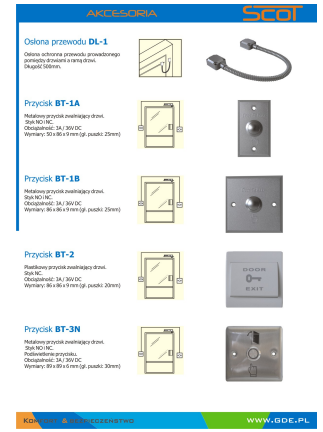 AKCESORIA
SCOT
Osłona przewodu DL-1
Osłona ochronna przewodu prowadzonego
pomiędzy drzwiami a ramą drzwi.
Długość 500mm.
Przycisk BT-1A
Metalowy przycisk zwalniający drzwi.
Styk NO i NC.
Obciążalność: 3A / 36V DC
Wymiary: 50 x 86 x 9 mm (gł. puszki: 25mm)
Przycisk BT-1B
Metalowy przycisk zwalniający drzwi.
Styk NO i NC.
Obciążalność: 3A / 36V DC
Wymiary: 86 x 86 x 9 mm (gł. puszki: 25mm)
Przycisk BT-2
Plastikowy przycisk zwalniający drzwi.
Styk NC.
Obciążalność: 3A / 36V DC
Wymiary: 86 x 86 x 9 mm (gł. puszki: 20mm)
DOOR
EXIT
Przycisk BT-3N
Metalowy przycisk zwalniający drzwi.
Styk NO i NC.
Podświetlenie przycisku.
Obciążalność: 3A / 36V DC
Wymiary: 89 x 89 x 6 mm (gł. puszki: 30mm)
& 
WWW.GDE.PL